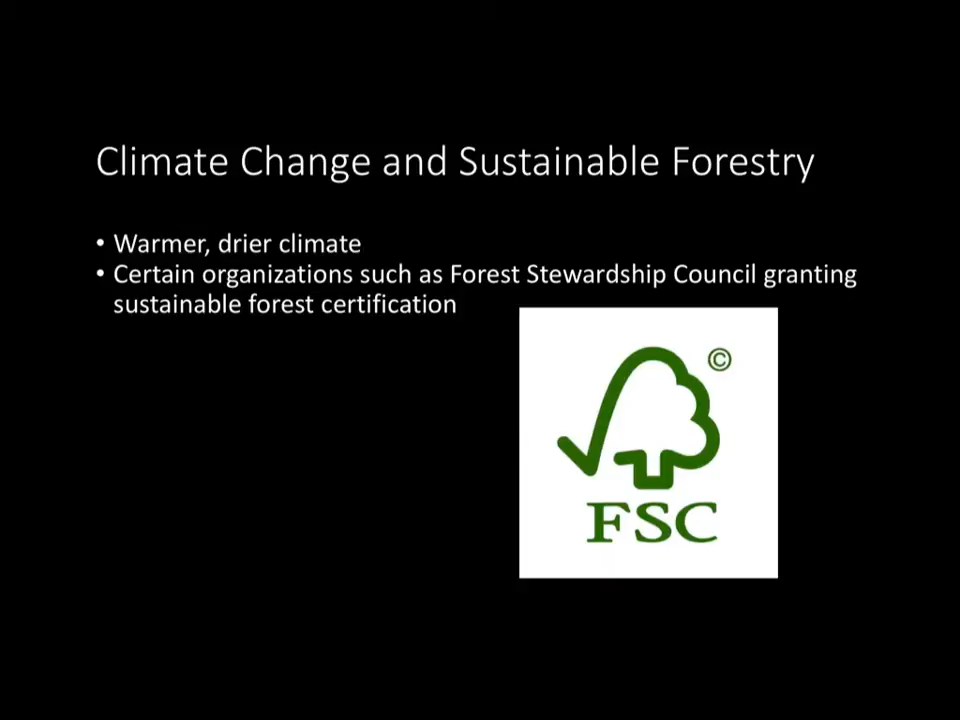 Climate Change and Sustainable Forestry
• Warmer, drier climate
• Certain organizations such as Forest Stewardship Council granting
sustainable forest certification
©
FSC